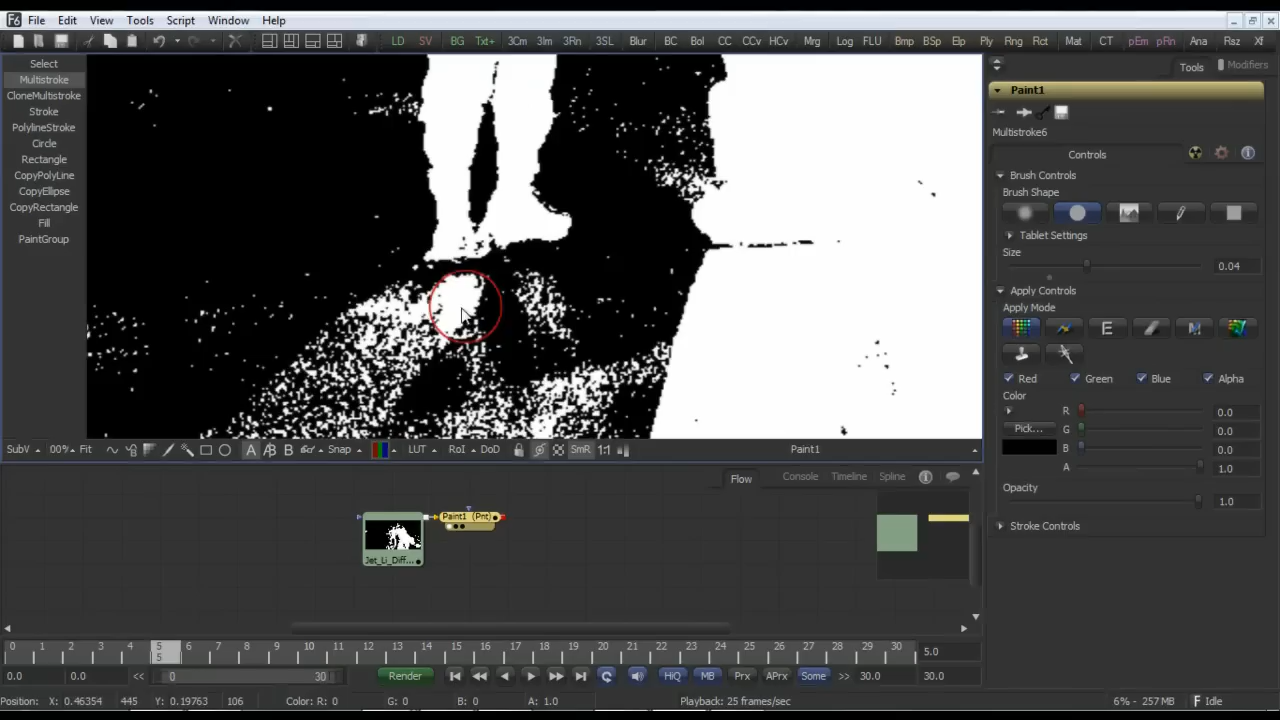 F6 File Edit View Tools Script Window Help
LD SV BG Txt+ 3Cm 3Im 3Rn 3SL Blur BC Bol CC CCv HCv Mrg Log FLU Bmp BSp Elp Ply Rng Rct Mat CT pEm pRn Ana Rsz Xf
Select
Multistroke
CloneMultistroke
Stroke
PolylineStroke
Circle
Rectangle
CopyPolyLine
CopyEllipse
CopyRectangle
Fill
PaintGroup
Tools Modifiers
Paint1
Multistroke6
Controls
Brush Controls
Brush Shape
Tablet Settings
Size
0.04
Apply Controls
Apply Mode
E M
Red Green Blue Alpha
Color
R 0.0
Pick... G 0.0
B 0.0
A 1.0
Opacity
1.0
Stroke Controls
SubV 00% Fit A B Snap LUT RoI DoD SmR 1:1 Paint1
Flow Console Timeline Spline
Paint1 (Pnt)
Jet_Li_Diff...
0 1 2 3 4 5 6 7 8 9 10 11 12 13 14 15 16 17 18 19 20 21 22 23 24 25 26 27 28 29 30
5
5.0
0.0 0.0 << 0 30 Render HiQ MB Prx APrx Some >> 30.0 30.0
Position: X: 0.46354 445 Y: 0.19763 106 Color: R: 0 G: 0 B: 0 A: 1.0 Playback: 25 frames/sec 6% - 257 MB Idle